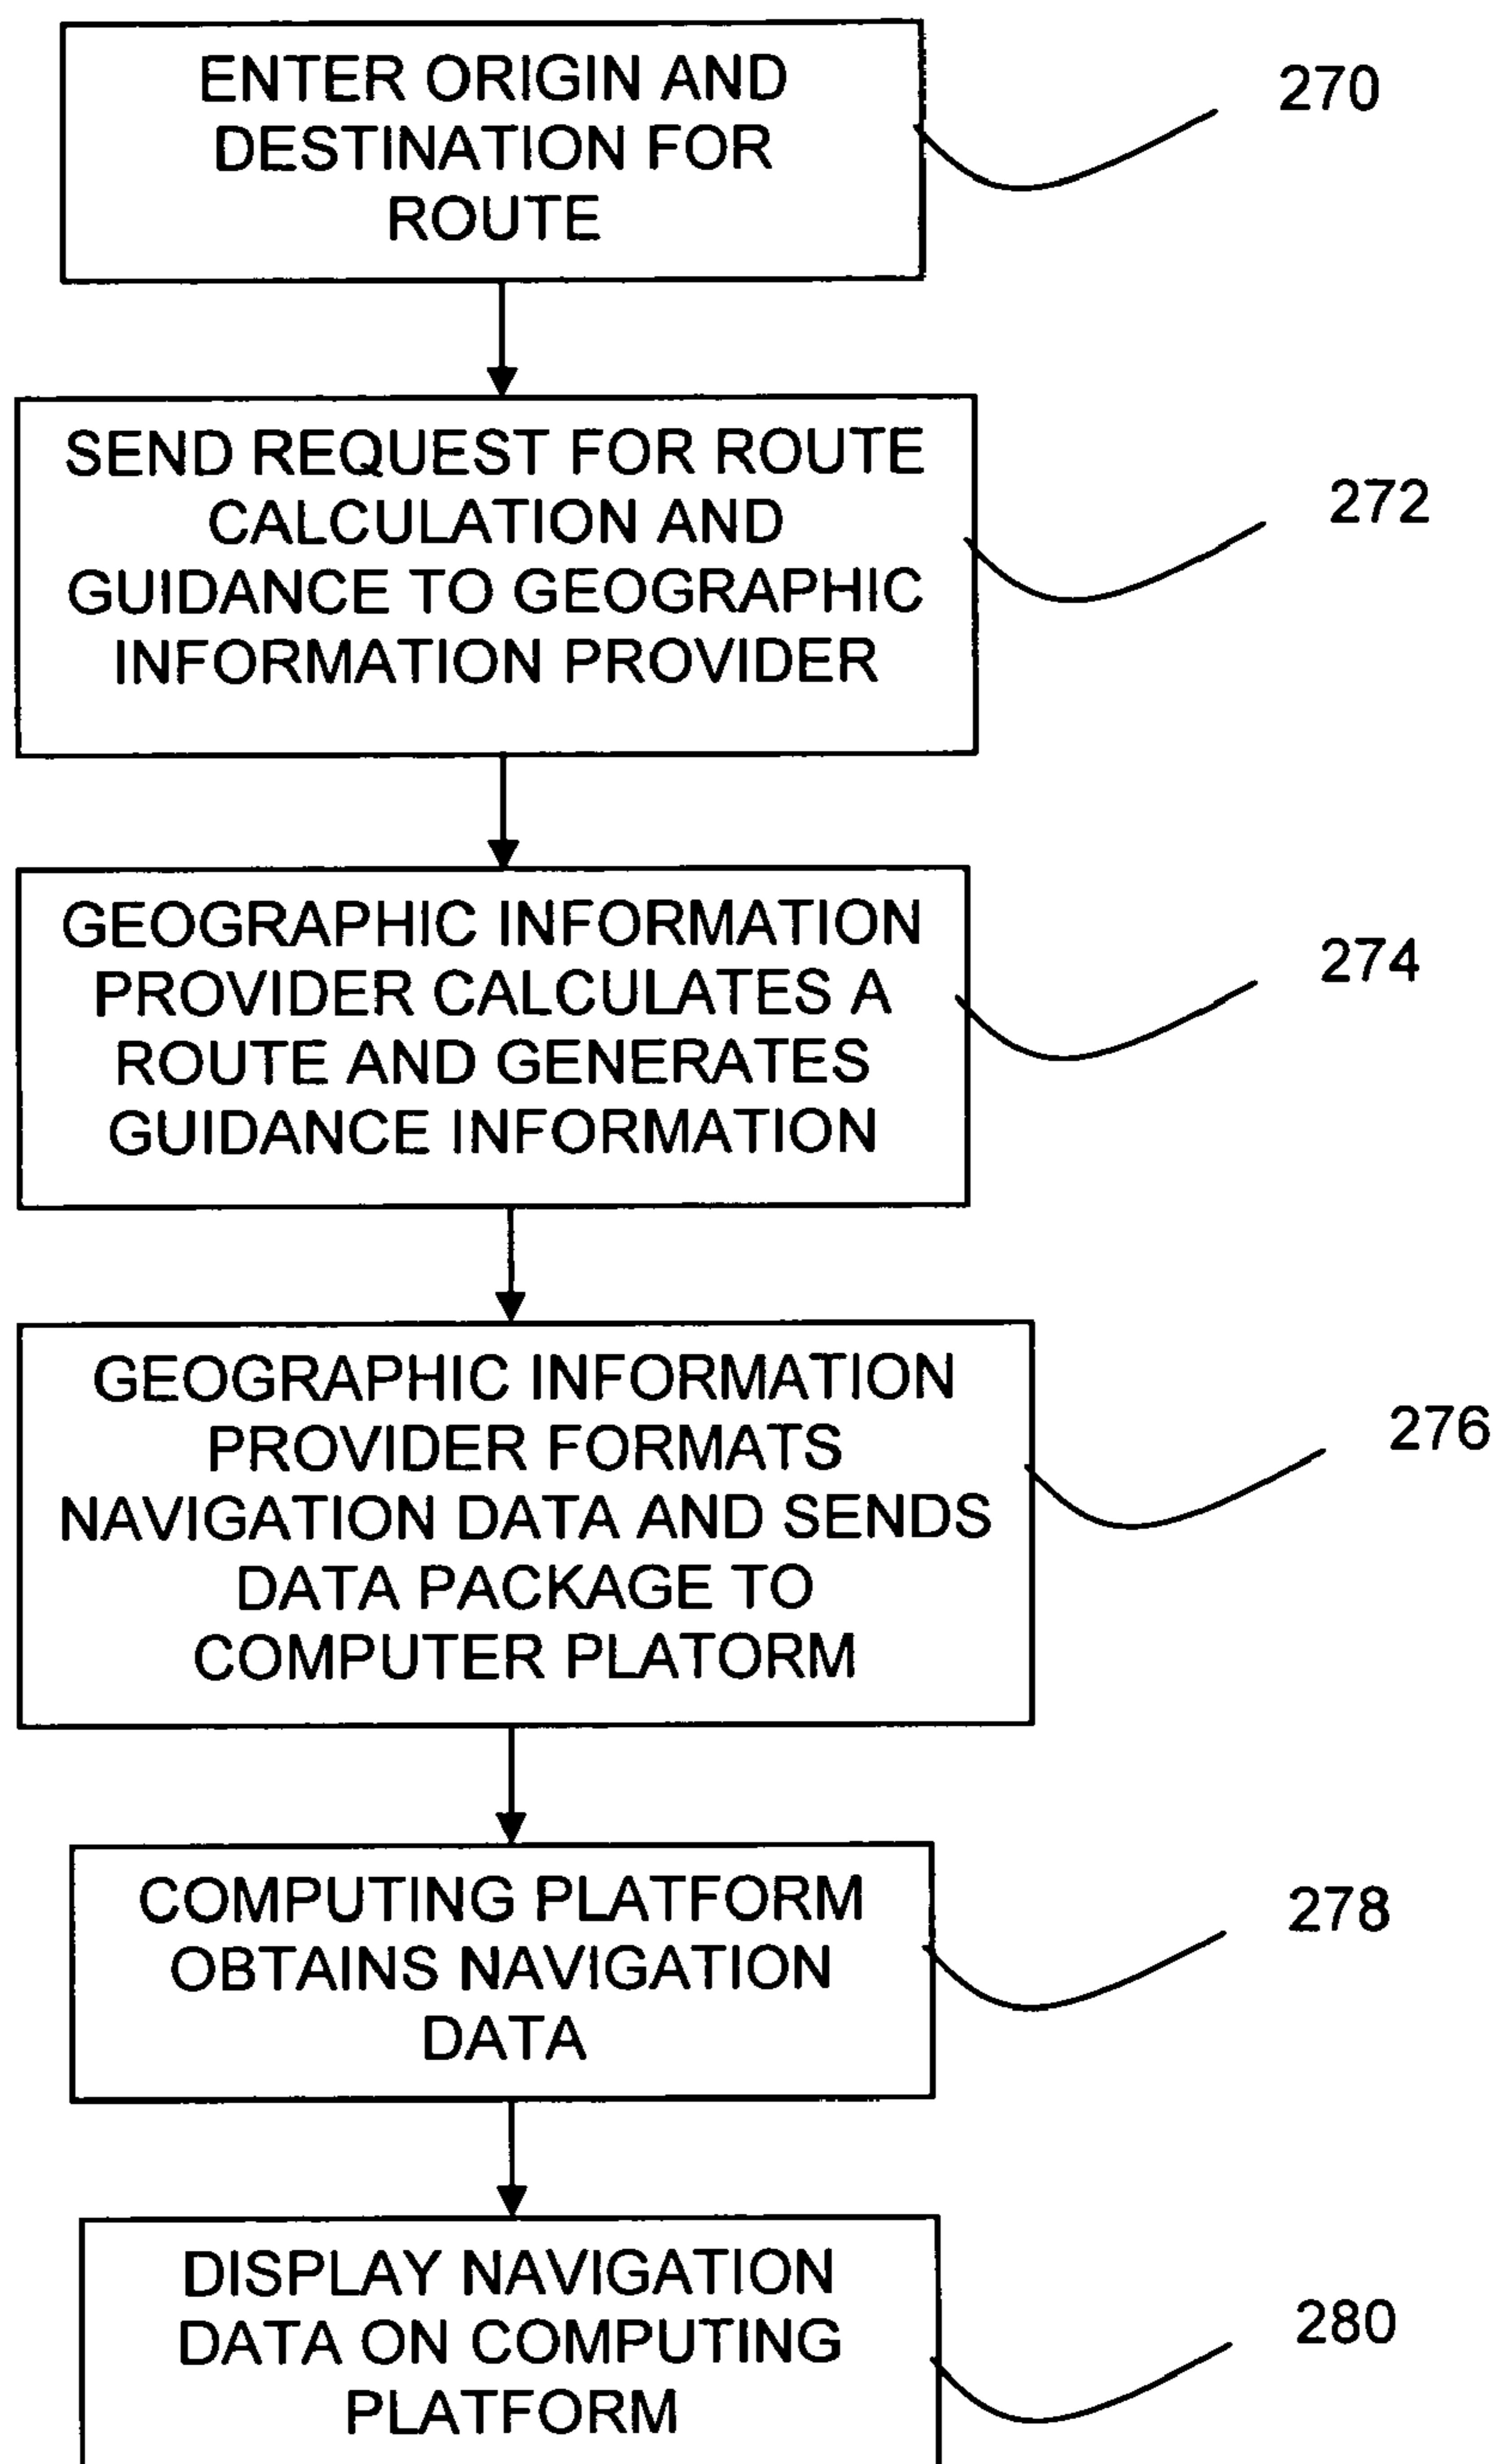 ENTER ORIGIN AND
DESTINATION FOR
ROUTE
270
SEND REQUEST FOR ROUTE
CALCULATION AND
GUIDANCE TO GEOGRAPHIC
INFORMATION PROVIDER
272
GEOGRAPHIC INFORMATION
PROVIDER CALCULATES A
ROUTE AND GENERATES
GUIDANCE INFORMATION
274
GEOGRAPHIC INFORMATION
PROVIDER FORMATS
NAVIGATION DATA AND SENDS
DATA PACKAGE TO
COMPUTER PLATORM
276
COMPUTING PLATFORM
OBTAINS NAVIGATION
DATA
278
DISPLAY NAVIGATION
DATA ON COMPUTING
PLATFORM
280